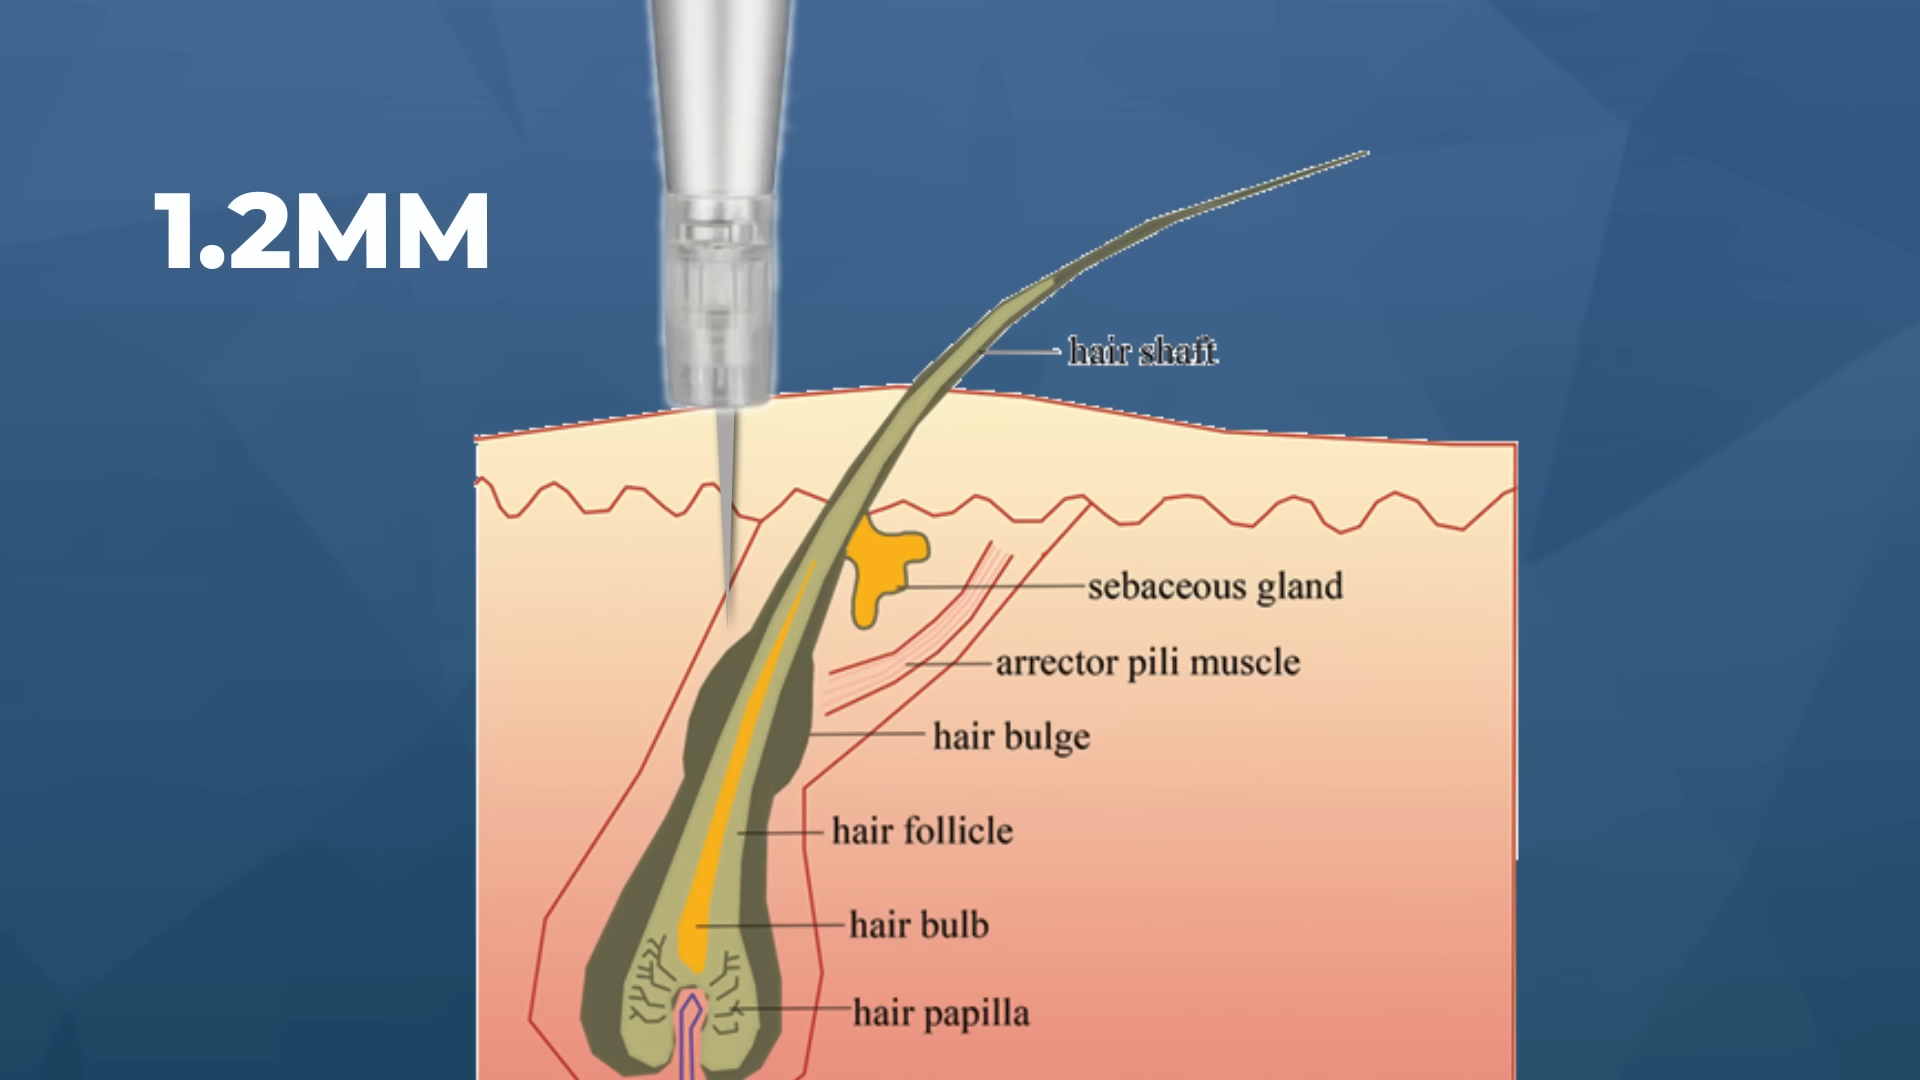 1.2MM
hair shaft
sebaceous gland
arrector pili muscle
hair bulge
hair follicle
hair bulb
hair papilla